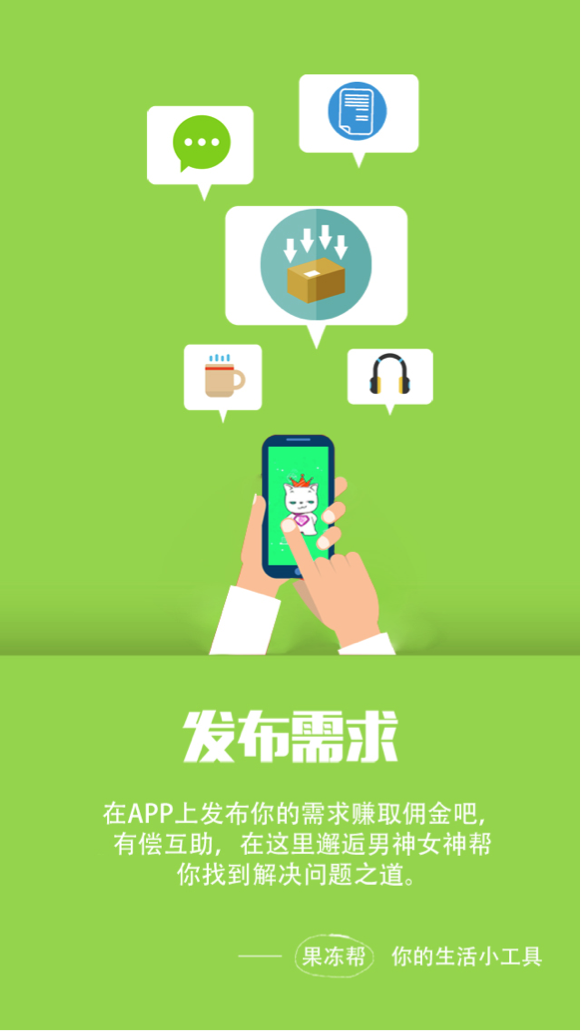 发布需求
在APP上发布你的需求赚取佣金吧，
有偿互助，在这里邂逅男神女神帮
你找到解决问题之道。
—— 果冻帮 你的生活小工具